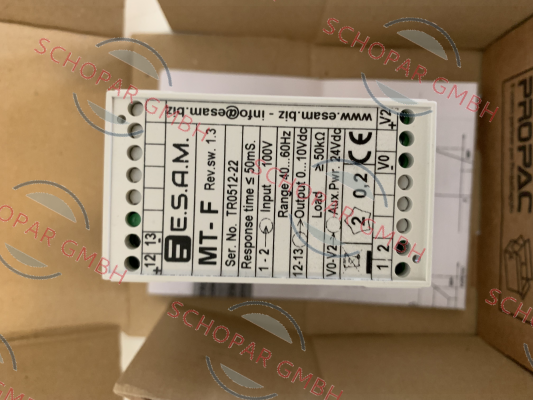 www.esam.biz - info@esam.biz
E.S.A.M.
MT-F Rev.sw. 1.3
Ser. No. TR0512-22
Response time ≤ 50mS.
1 - 2 Input 100V
Range 40...60Hz
12-13 Output 0...10Vdc
Load ≥ 50kΩ
V0-V2 Aux.Pwr. 24Vdc
2 0,2 CE
+
12 13
-
1 2 V0 V2
+
PROPAC
SCHOPAR GMBH
SCHOPAR GMBH
SCHOPAR GMBH
SCHOPAR GMBH
SCHOPAR GMBH
SCHOPAR GMBH